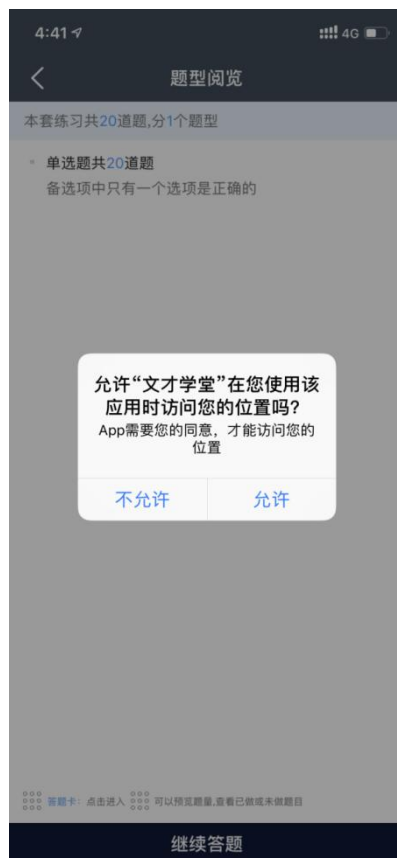 4:41 4G
题型阅览
本套练习共20道题,分1个题型
单选题共20道题
备选项中只有一个选项是正确的
允许“文才学堂”在您使用该
应用时访问您的位置吗?
App需要您的同意，才能访问您的
位置
不允许 允许
答题卡: 点击进入 可以预览题量,查看已做或未做题目
继续答题